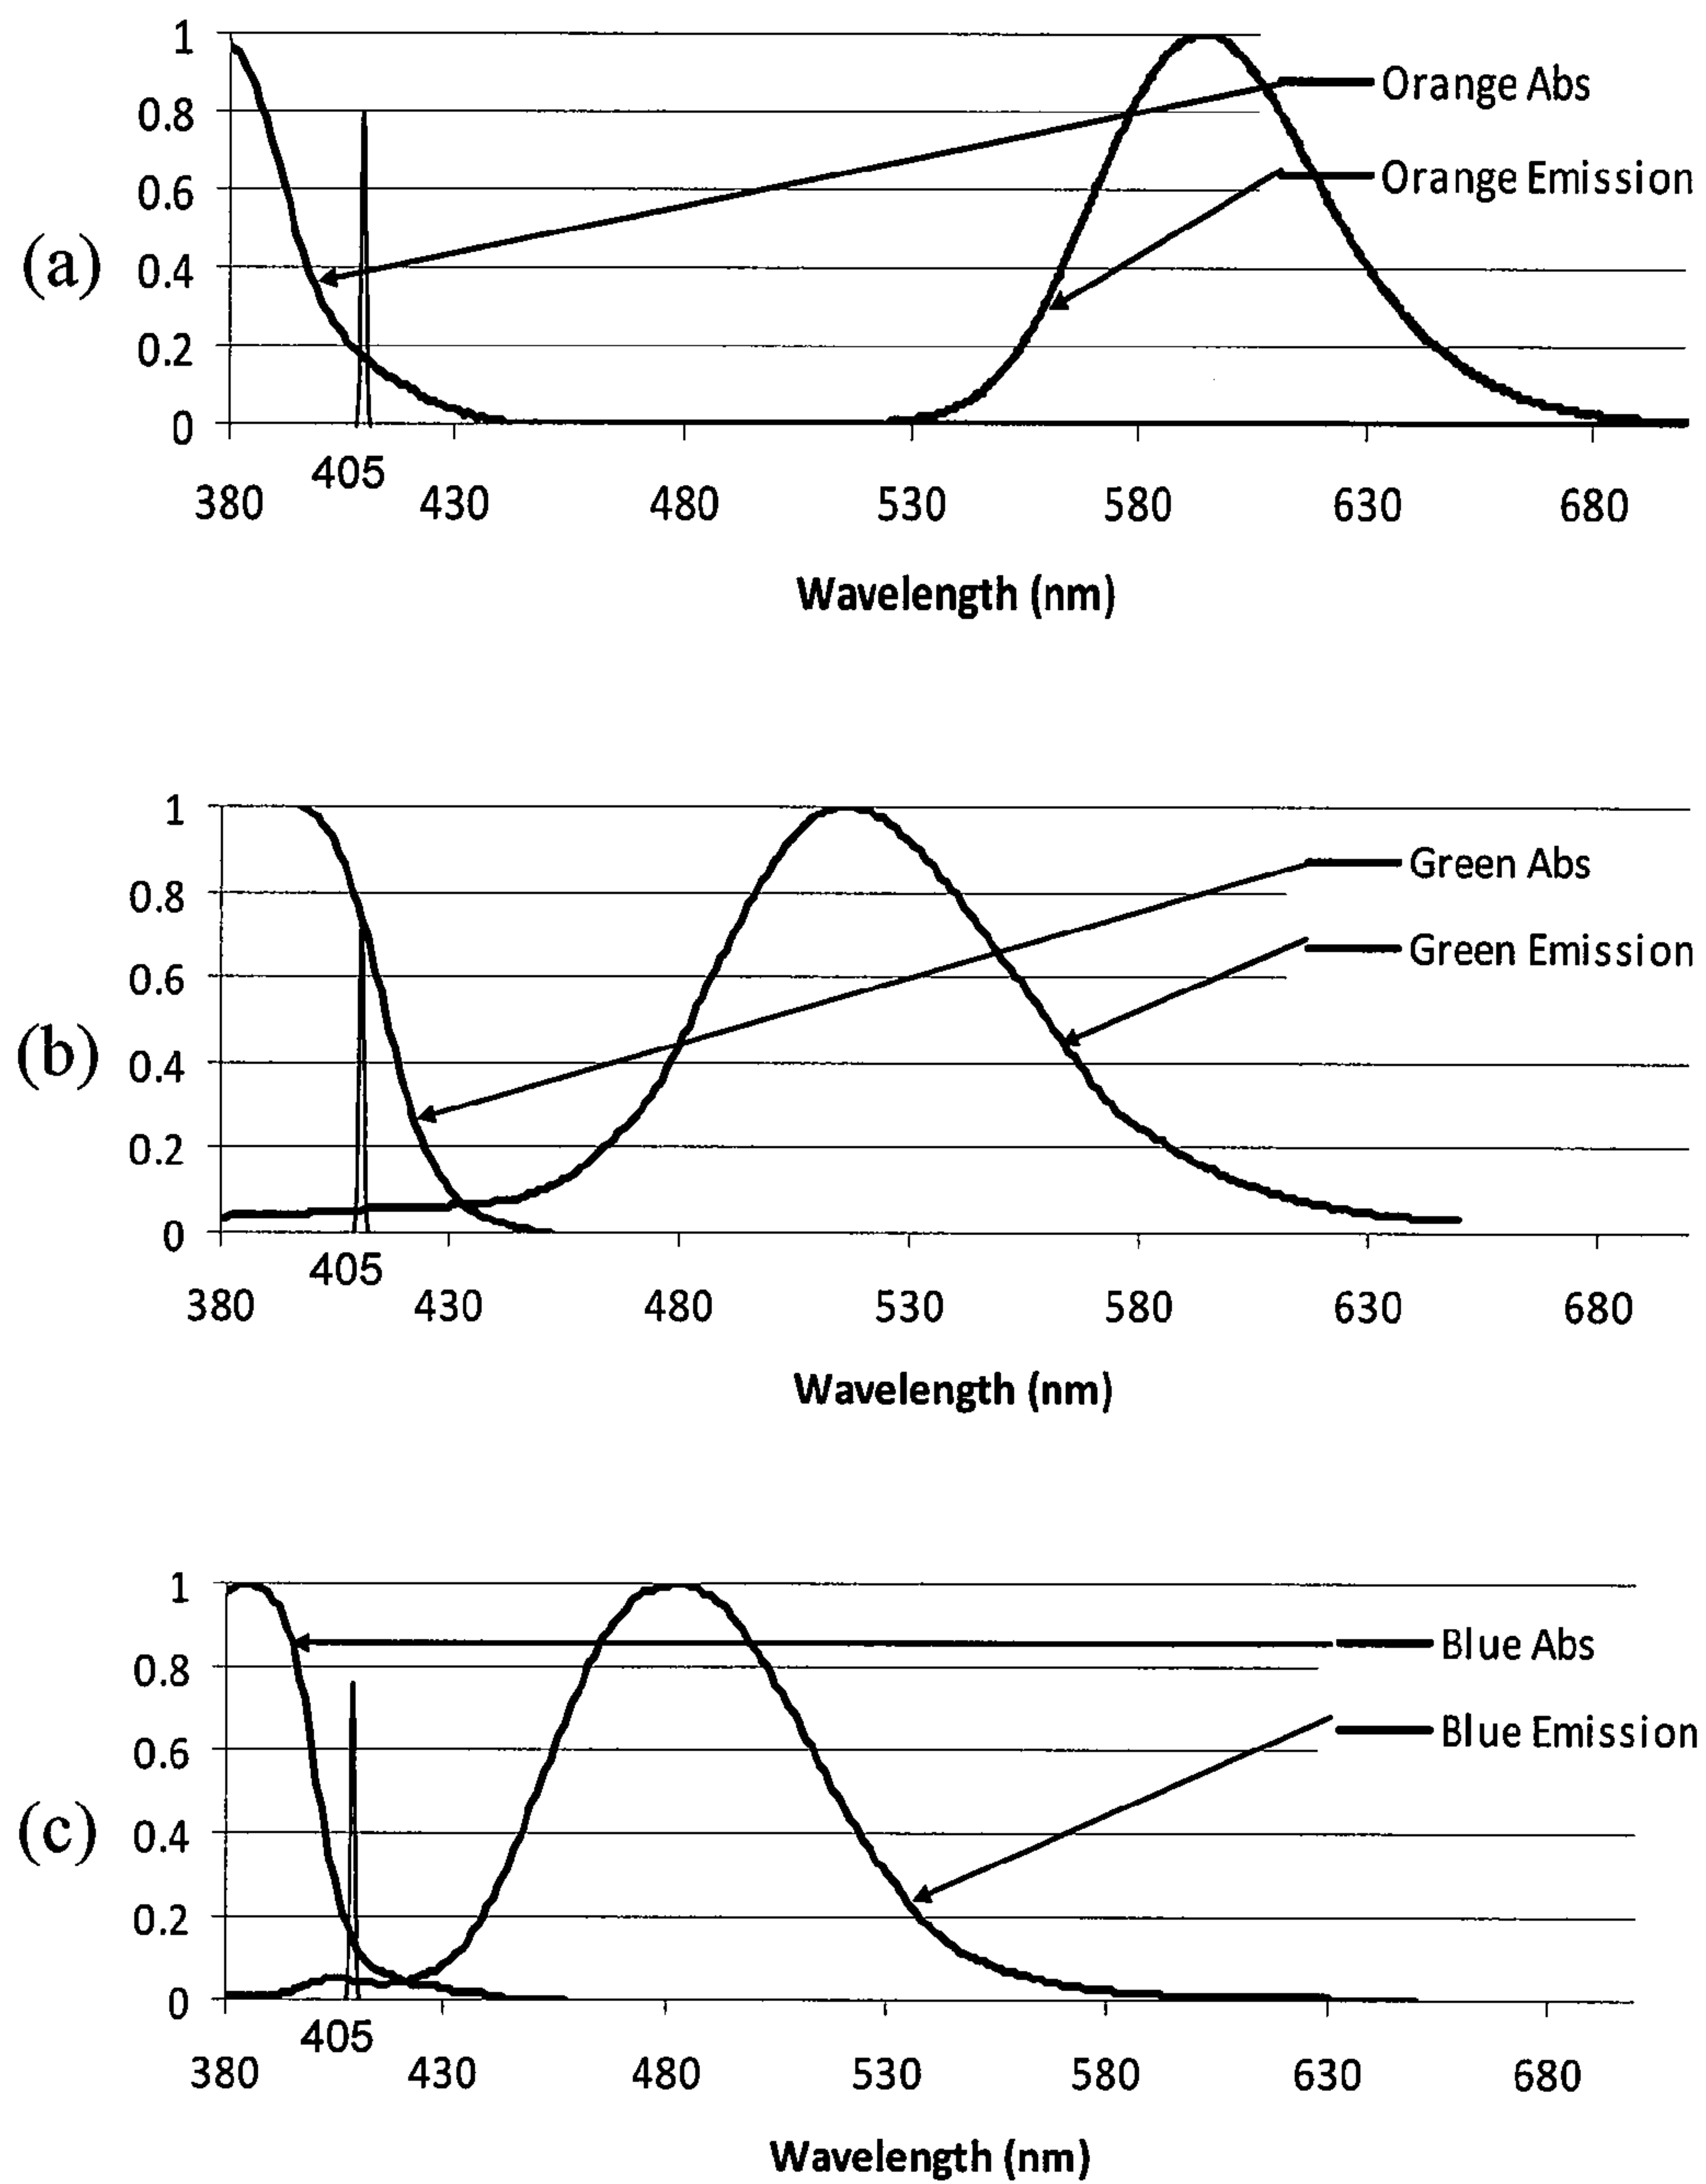 1
0.8
0.6
0.4
0.2
0
(a)
Orange Abs
Orange Emission
405
380 430 480 530 580 630 680
Wavelength (nm)
1
0.8
0.6
0.4
0.2
0
(b)
Green Abs
Green Emission
405
380 430 480 530 580 630 680
Wavelength (nm)
1
0.8
0.6
0.4
0.2
0
(c)
Blue Abs
Blue Emission
405
380 430 480 530 580 630 680
Wavelength (nm)